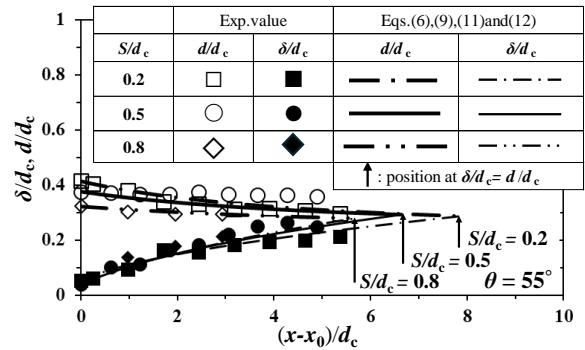 Exp.value Eqs.(6),(9),(11)and(12)
S/dc d/dc δ/dc d/dc δ/dc
0.2
0.5
0.8
: position at δ/dc= d/dc
S/dc = 0.2
S/dc = 0.5
S/dc = 0.8
θ = 55°
1
0.8
0.6
0.4
0.2
0
0 2 4 6 8 10
δ/dc, d/dc
(x-x0)/dc